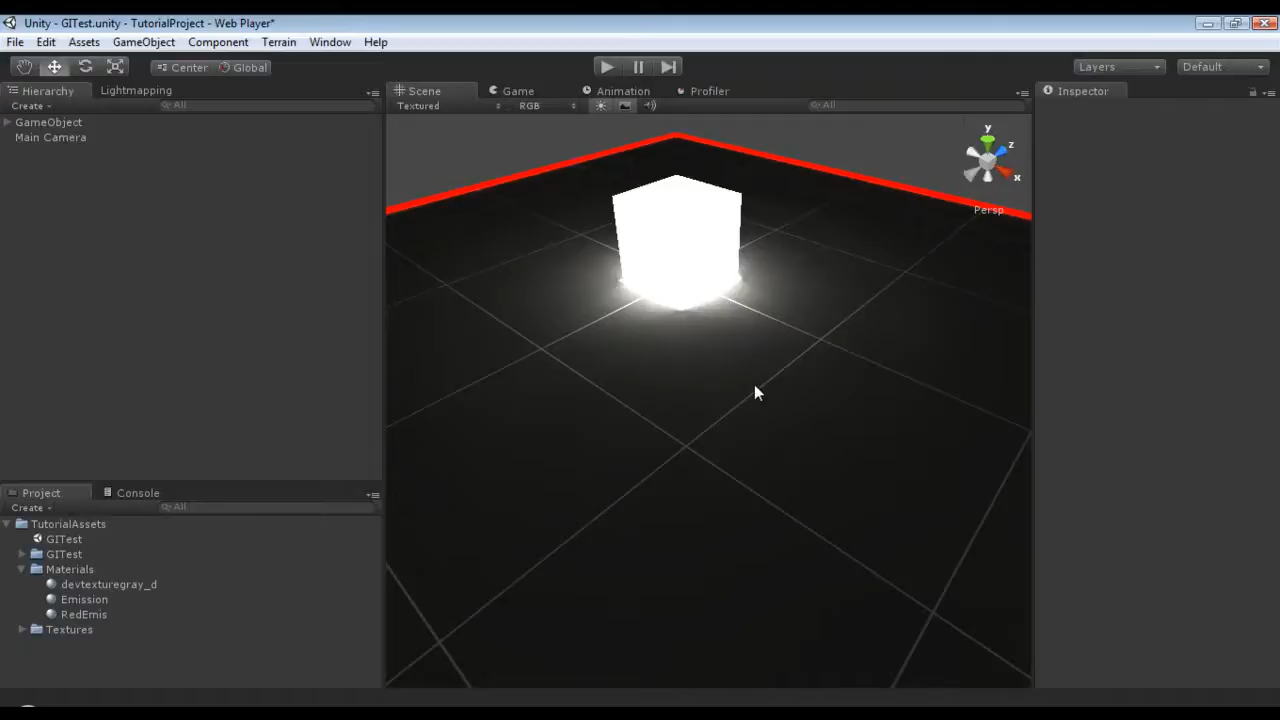 Unity - GITest.unity - TutorialProject - Web Player*
File Edit Assets GameObject Component Terrain Window Help
Center Global Layers Default
Hierarchy Lightmapping Scene Game Animation Profiler Inspector
Create All Textured RGB All
GameObject
Main Camera
y
z
x
Persp
Project Console
Create All
TutorialAssets
GITest
GITest
Materials
devtexturegray_d
Emission
RedEmis
Textures